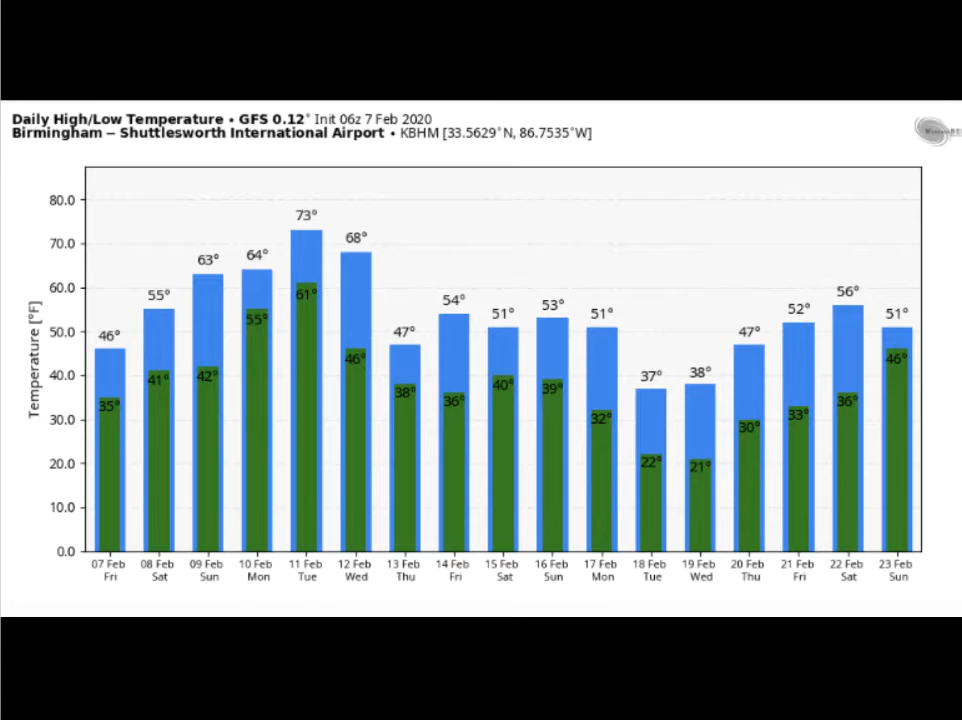 Daily High/Low Temperature • GFS 0.12° Init 06z 7 Feb 2020
Birmingham – Shuttlesworth International Airport • KBHM [33.5629°N, 86.7535°W]
Temperature [°F]
80.0
70.0
60.0
50.0
40.0
30.0
20.0
10.0
0.0
46° 55° 63° 64° 73° 68° 47° 54° 51° 53° 51° 37° 38° 47° 52° 56° 51°
35° 41° 42° 55° 61° 46° 38° 36° 40° 39° 32° 22° 21° 30° 33° 36° 46°
07 Feb 08 Feb 09 Feb 10 Feb 11 Feb 12 Feb 13 Feb 14 Feb 15 Feb 16 Feb 17 Feb 18 Feb 19 Feb 20 Feb 21 Feb 22 Feb 23 Feb
Fri Sat Sun Mon Tue Wed Thu Fri Sat Sun Mon Tue Wed Thu Fri Sat Sun